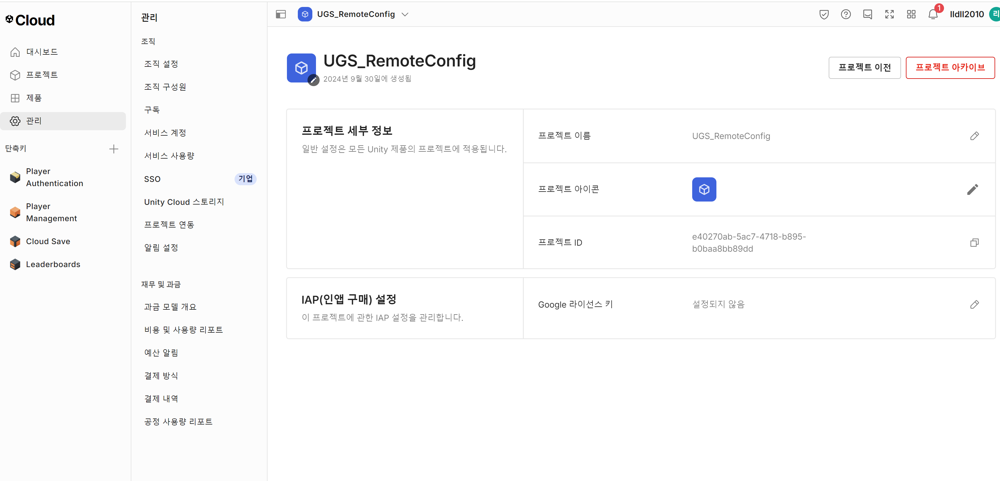 Cloud
대시보드
프로젝트
제품
관리
단축키
Player
Authentication
Player
Management
Cloud Save
Leaderboards
관리
조직
조직 설정
조직 구성원
구독
서비스 계정
서비스 사용량
SSO 기업
Unity Cloud 스토리지
프로젝트 연동
알림 설정
재무 및 과금
과금 모델 개요
비용 및 사용량 리포트
예산 알림
결제 방식
결제 내역
공정 사용량 리포트
UGS_RemoteConfig
1
lldll2010
리
UGS_RemoteConfig
2024년 9월 30일에 생성됨
프로젝트 이전
프로젝트 아카이브
프로젝트 세부 정보
일반 설정은 모든 Unity 제품의 프로젝트에 적용됩니다.
프로젝트 이름
UGS_RemoteConfig
프로젝트 아이콘
프로젝트 ID
e40270ab-5ac7-4718-b895-
b0baa8bb89dd
IAP(인앱 구매) 설정
이 프로젝트에 관한 IAP 설정을 관리합니다.
Google 라이선스 키
설정되지 않음